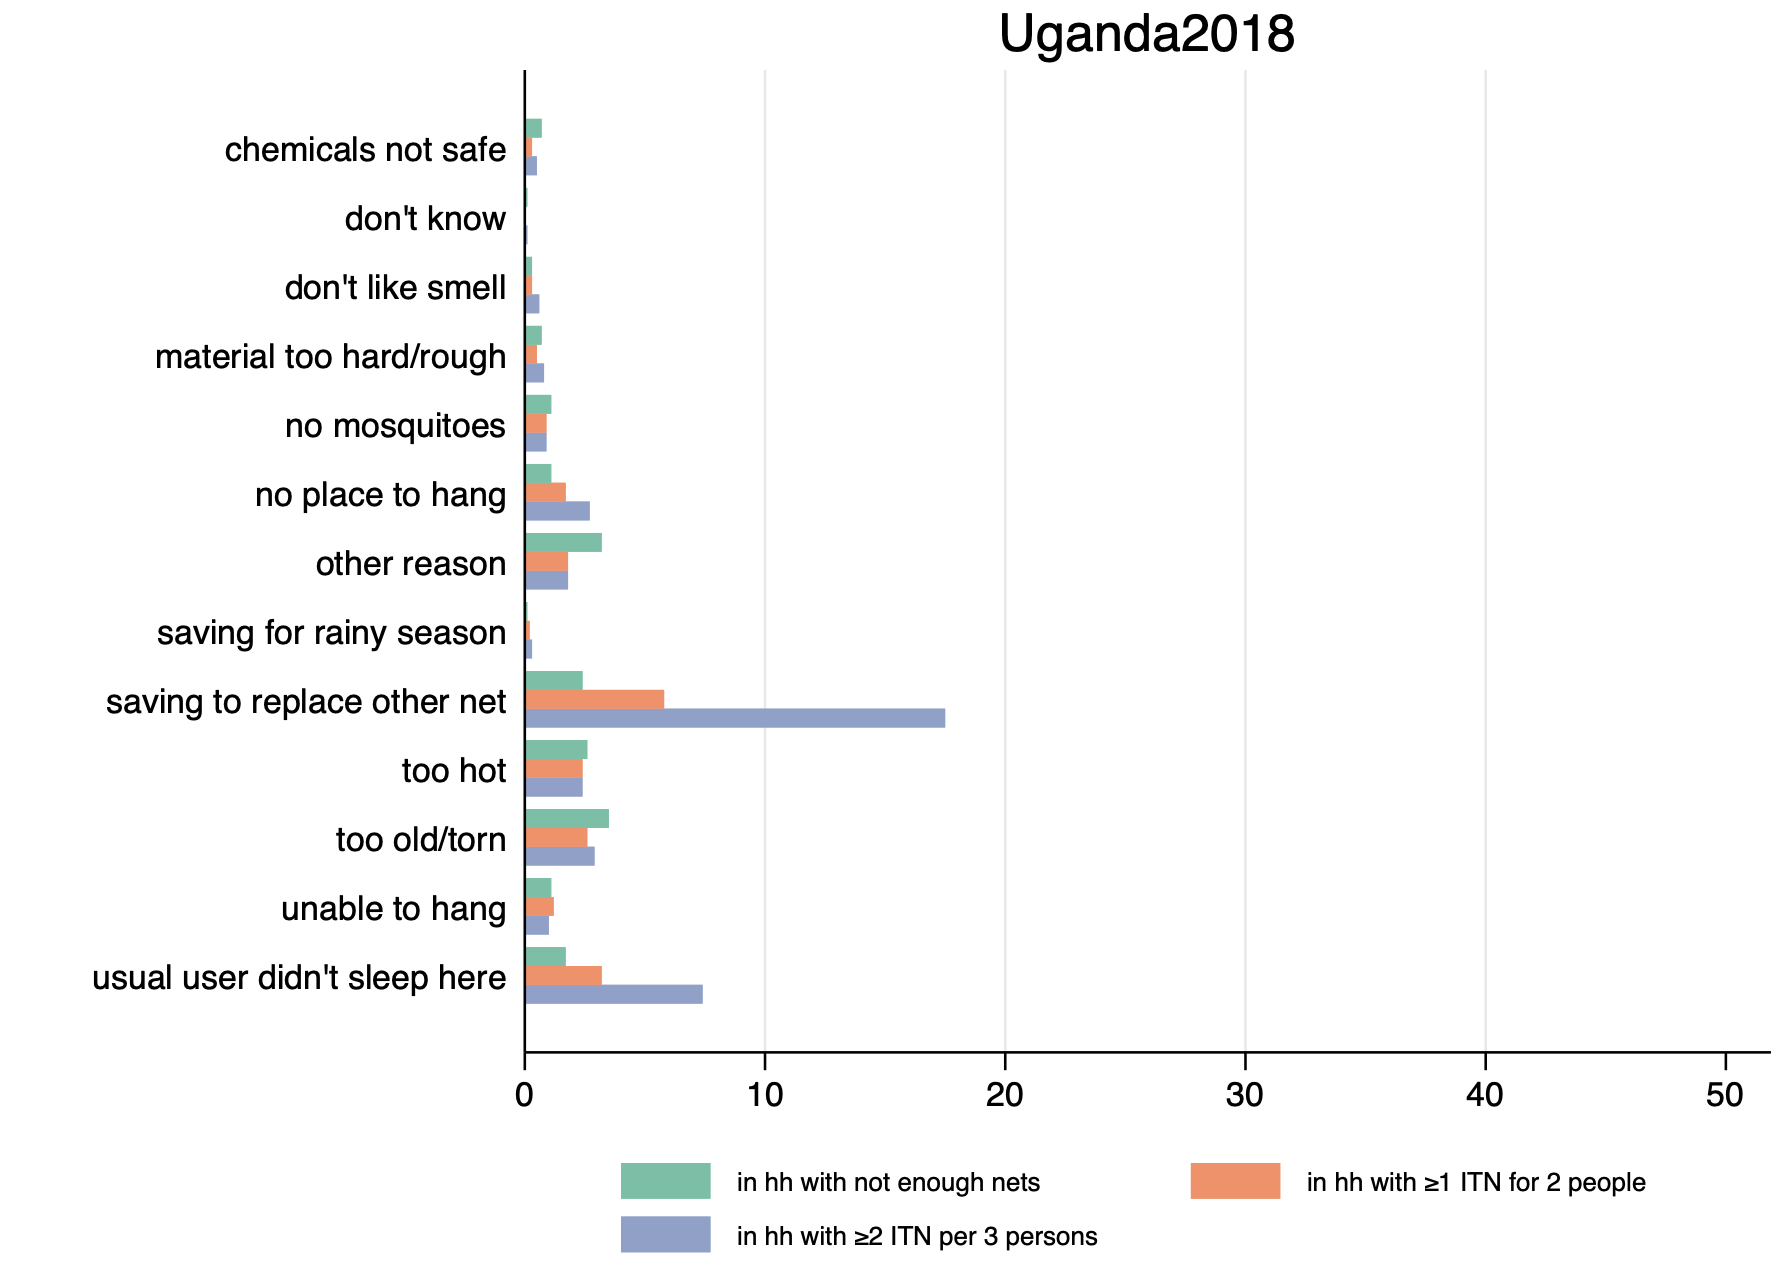 Uganda2018
chemicals not safe
don't know
don't like smell
material too hard/rough
no mosquitoes
no place to hang
other reason
saving for rainy season
saving to replace other net
too hot
too old/torn
unable to hang
usual user didn't sleep here
0 10 20 30 40 50
in hh with not enough nets in hh with ≥1 ITN for 2 people
in hh with ≥2 ITN per 3 persons